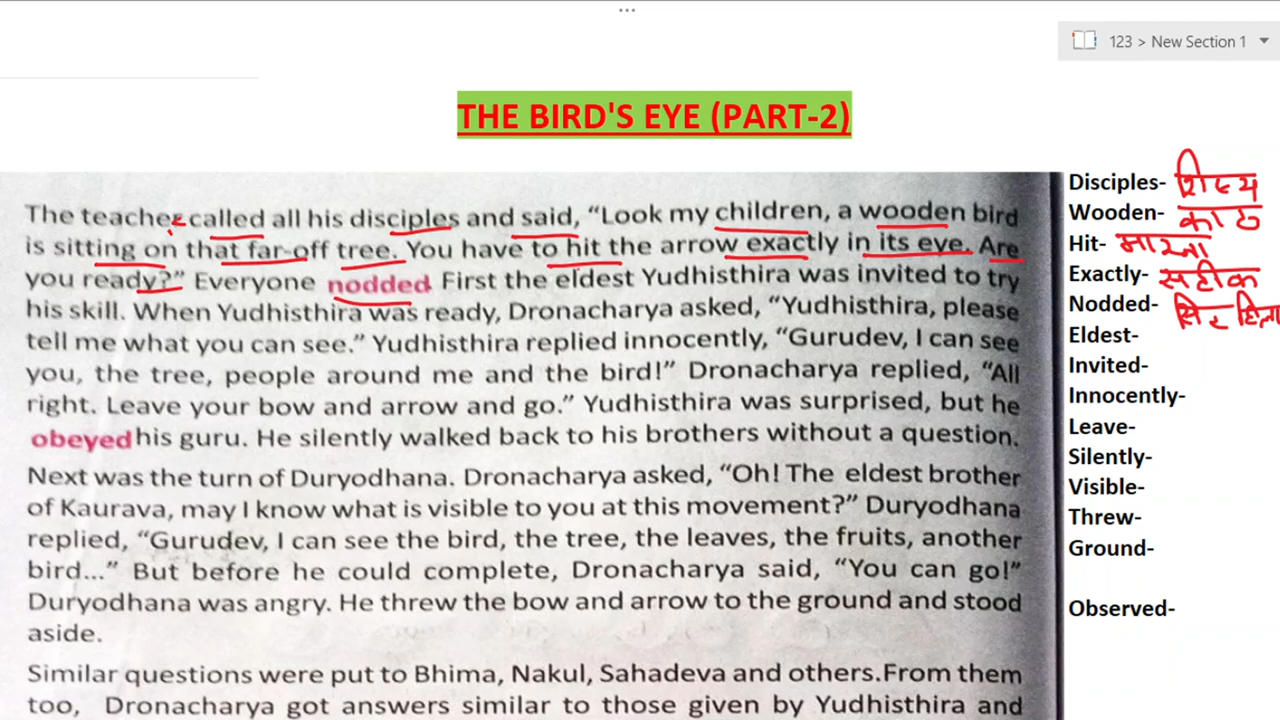 123 > New Section 1
THE BIRD'S EYE (PART-2)
The teacher called all his disciples and said, “Look my children, a wooden bird
is sitting on that far-off tree. You have to hit the arrow exactly in its eye. Are
you ready?” Everyone nodded. First the eldest Yudhisthira was invited to try
his skill. When Yudhisthira was ready, Dronacharya asked, “Yudhisthira, please
tell me what you can see.” Yudhisthira replied innocently, “Gurudev, I can see
you, the tree, people around me and the bird!” Dronacharya replied, “All
right. Leave your bow and arrow and go.” Yudhisthira was surprised, but he
obeyed his guru. He silently walked back to his brothers without a question.
Next was the turn of Duryodhana. Dronacharya asked, “Oh! The eldest brother
of Kaurava, may I know what is visible to you at this movement?” Duryodhana
replied, “Gurudev, I can see the bird, the tree, the leaves, the fruits, another
bird...” But before he could complete, Dronacharya said, “You can go!”
Duryodhana was angry. He threw the bow and arrow to the ground and stood
aside.
Similar questions were put to Bhima, Nakul, Sahadeva and others.From them
too, Dronacharya got answers similar to those given by Yudhisthira and
Disciples- शिष्य
Wooden- काठ
Hit- मारना
Exactly- सटीक
Nodded- सिर हिलाना
Eldest-
Invited-
Innocently-
Leave-
Silently-
Visible-
Threw-
Ground-
Observed-